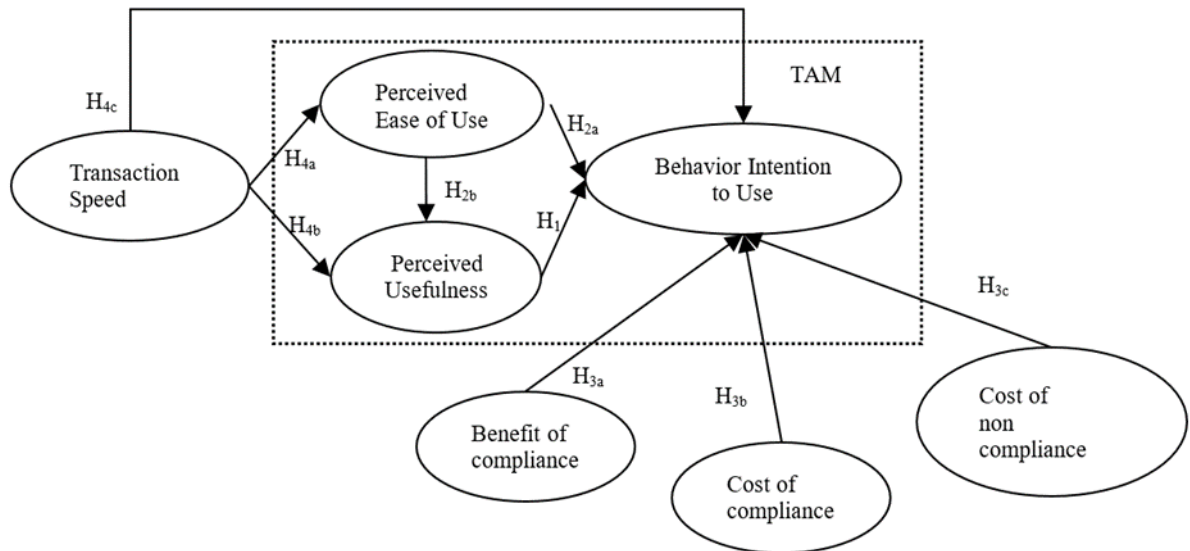 TAM
H4c
Perceived
Ease of Use
H2a
H4a
Transaction
Speed
Behavior Intention
to Use
H2b
H4b
H1
Perceived
Usefulness
H3c
H3a
H3b
Benefit of
compliance
Cost of
non
compliance
Cost of
compliance